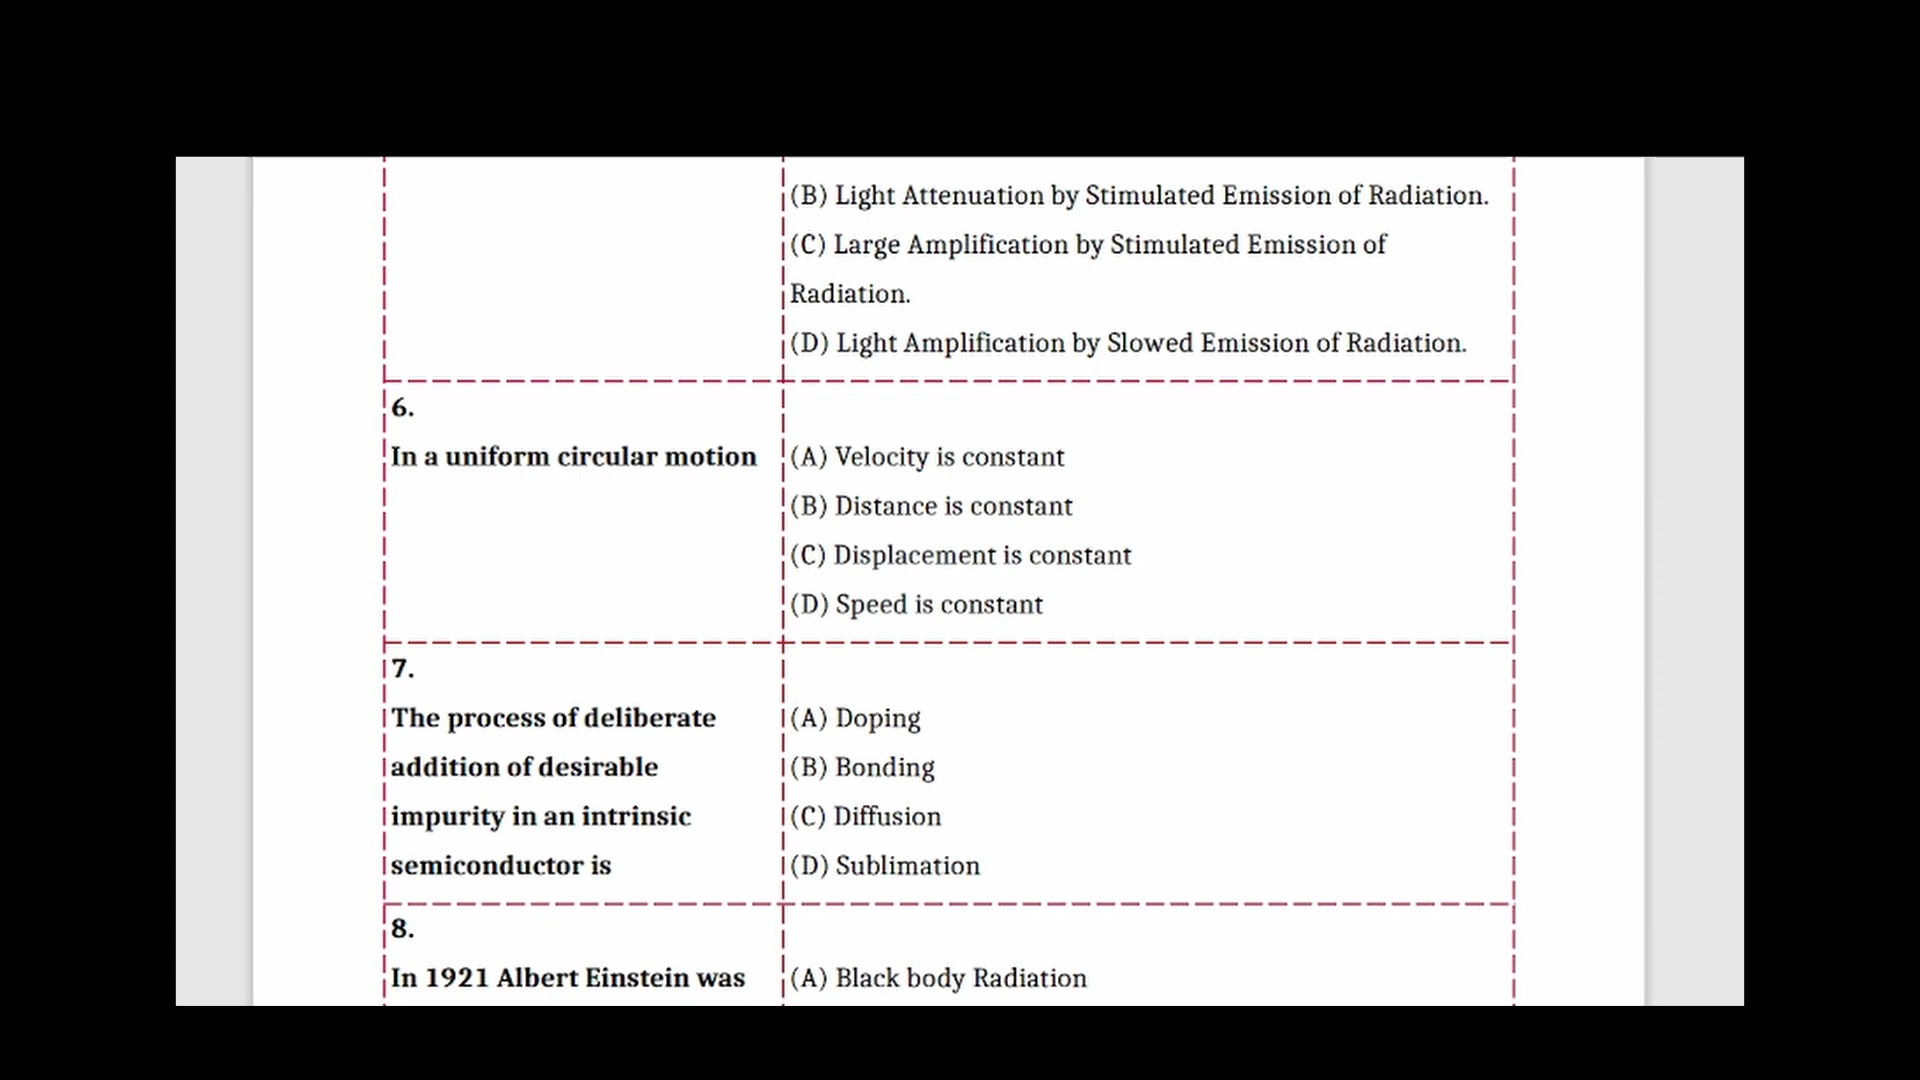 (B) Light Attenuation by Stimulated Emission of Radiation.
(C) Large Amplification by Stimulated Emission of
Radiation.
(D) Light Amplification by Slowed Emission of Radiation.
6.
In a uniform circular motion
(A) Velocity is constant
(B) Distance is constant
(C) Displacement is constant
(D) Speed is constant
7.
The process of deliberate
addition of desirable
impurity in an intrinsic
semiconductor is
(A) Doping
(B) Bonding
(C) Diffusion
(D) Sublimation
8.
In 1921 Albert Einstein was
(A) Black body Radiation